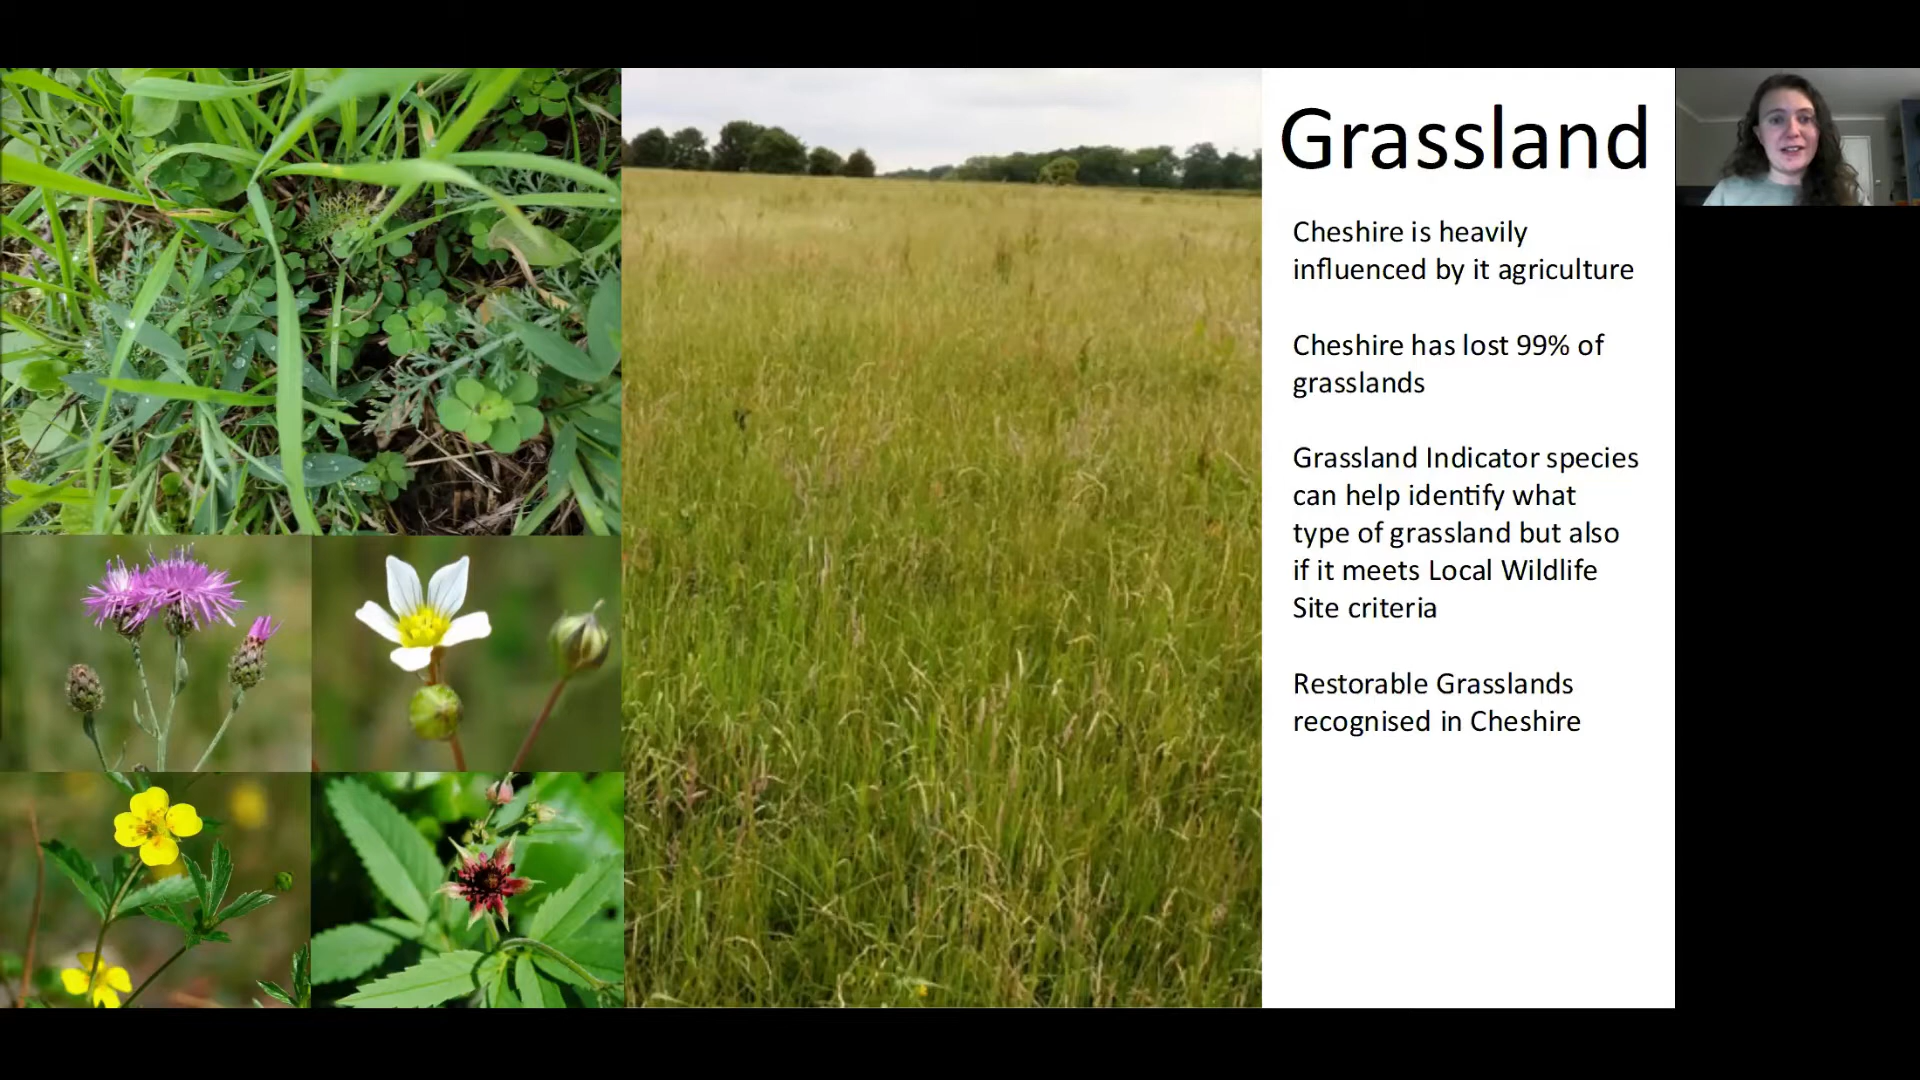 Grassland
Cheshire is heavily
influenced by it agriculture
Cheshire has lost 99% of
grasslands
Grassland Indicator species
can help identify what
type of grassland but also
if it meets Local Wildlife
Site criteria
Restorable Grasslands
recognised in Cheshire